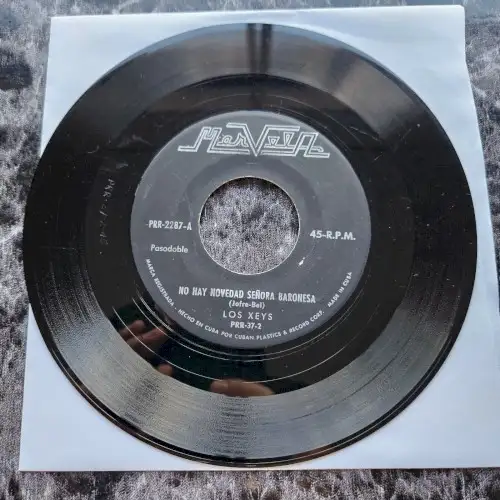 MarVela
PRR-2287-A
45-R.P.M.
Pasodoble
NO HAY NOVEDAD SEÑORA BARONESA
(Jofre-Bol)
LOS XEYS
PRR-37-2
MARCA REGISTRADA - HECHO EN CUBA POR CUBAN PLASTICS & RECORD CORP. MADE IN CUBA